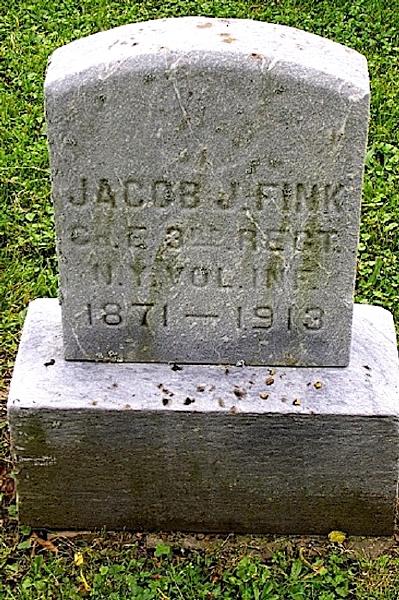 JACOB J. FINK
CO. F. 3RD. REGT.
N.Y. VOL. INF.
1871 — 1913